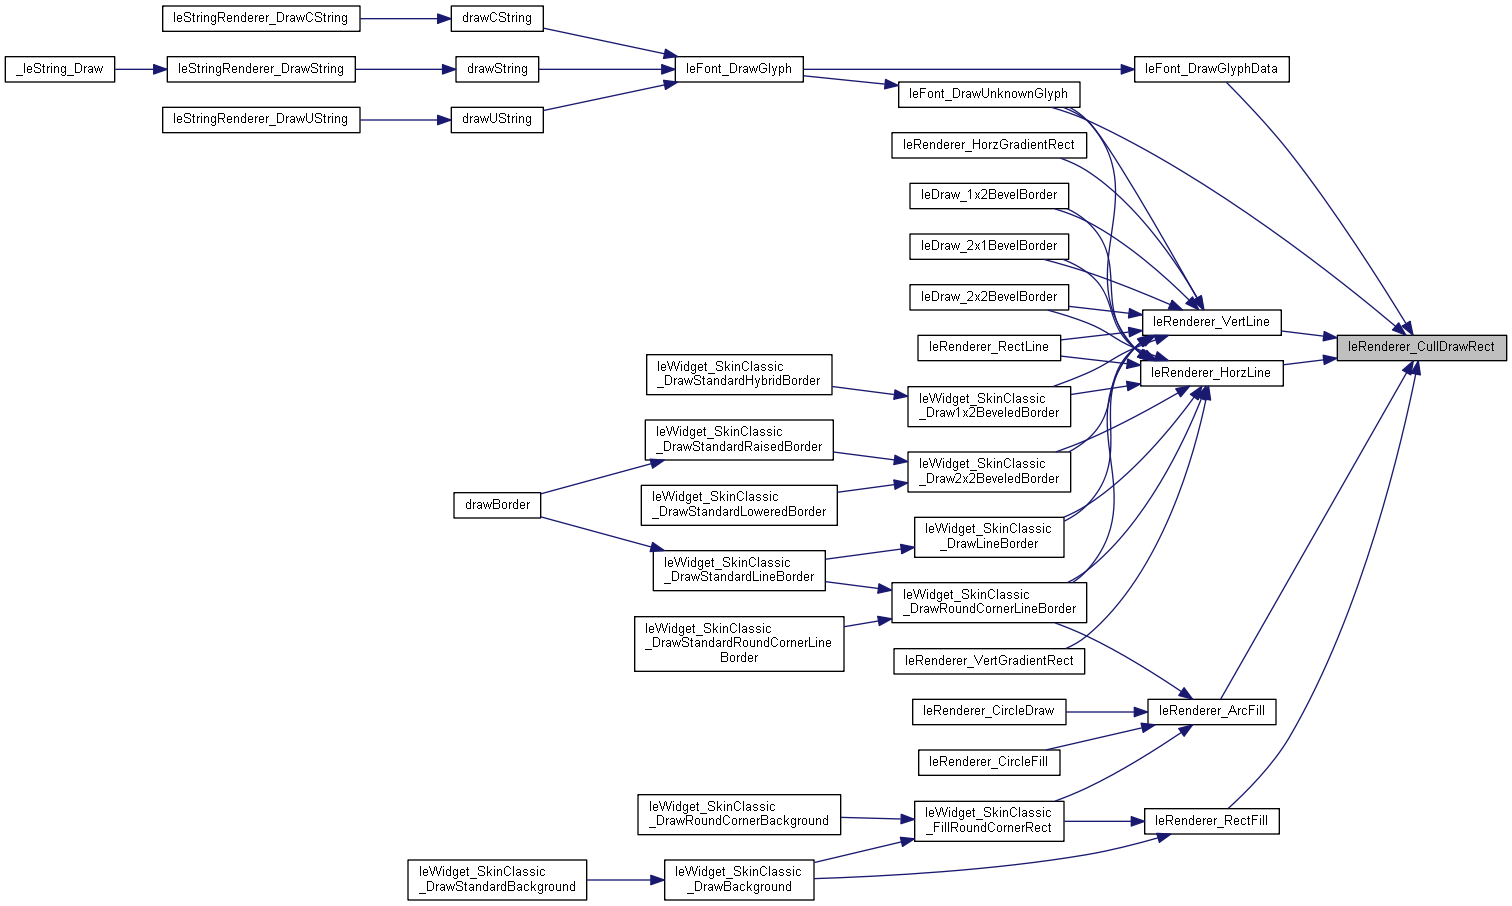 leStringRenderer_DrawCString
drawCString
_leString_Draw
leStringRenderer_DrawString
drawString
leFont_DrawGlyph
leFont_DrawGlyphData
leFont_DrawUnknownGlyph
leStringRenderer_DrawUString
drawUString
leRenderer_HorzGradientRect
leDraw_1x2BevelBorder
leDraw_2x1BevelBorder
leDraw_2x2BevelBorder
leRenderer_VertLine
leRenderer_RectLine
leRenderer_CullDrawRect
leWidget_SkinClassic
_DrawStandardHybridBorder
leRenderer_HorzLine
leWidget_SkinClassic
_Draw1x2BeveledBorder
leWidget_SkinClassic
_DrawStandardRaisedBorder
leWidget_SkinClassic
_Draw2x2BeveledBorder
drawBorder
leWidget_SkinClassic
_DrawStandardLoweredBorder
leWidget_SkinClassic
_DrawLineBorder
leWidget_SkinClassic
_DrawStandardLineBorder
leWidget_SkinClassic
_DrawRoundCornerLineBorder
leWidget_SkinClassic
_DrawStandardRoundCornerLine
Border
leRenderer_VertGradientRect
leRenderer_CircleDraw
leRenderer_ArcFill
leRenderer_CircleFill
leWidget_SkinClassic
_DrawRoundCornerBackground
leWidget_SkinClassic
_FillRoundCornerRect
leRenderer_RectFill
leWidget_SkinClassic
_DrawStandardBackground
leWidget_SkinClassic
_DrawBackground